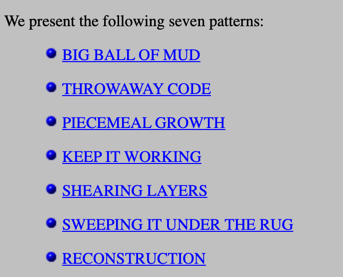 We present the following seven patterns:
BIG BALL OF MUD
THROWAWAY CODE
PIECEMEAL GROWTH
KEEP IT WORKING
SHEARING LAYERS
SWEEPING IT UNDER THE RUG
RECONSTRUCTION